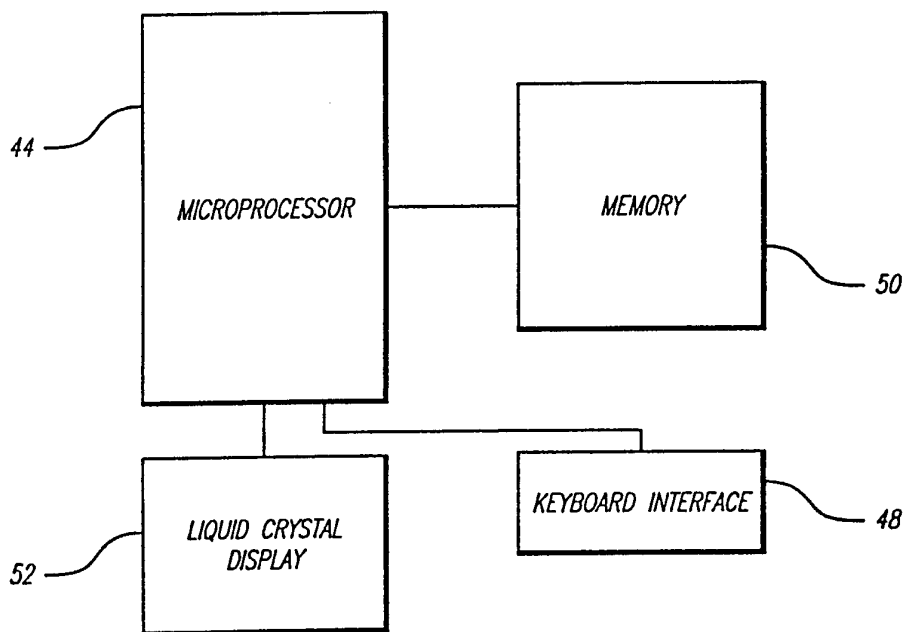 44
MICROPROCESSOR
MEMORY
50
LIQUID CRYSTAL
DISPLAY
KEYBOARD INTERFACE
48
52